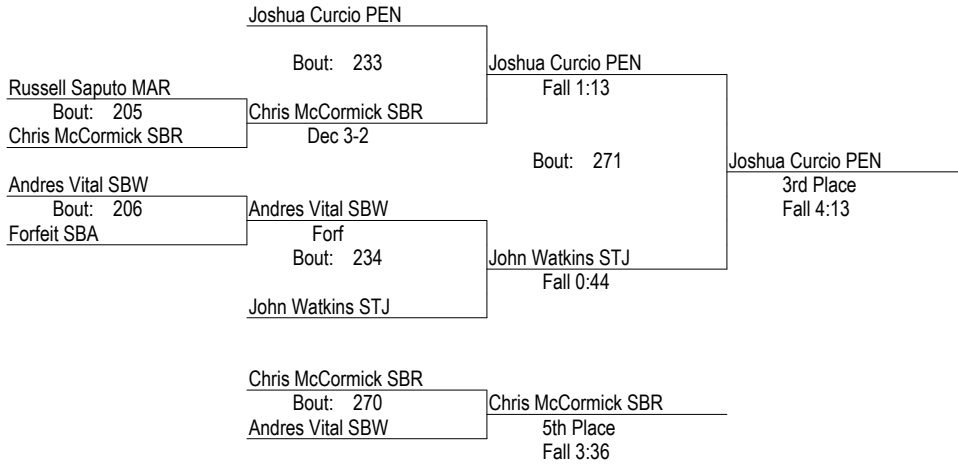 Joshua Curcio PEN
Bout: 233
Joshua Curcio PEN
Russell Saputo MAR
Fall 1:13
Bout: 205
Chris McCormick SBR
Chris McCormick SBR
Dec 3-2
Bout: 271
Joshua Curcio PEN
Andres Vital SBW
3rd Place
Bout: 206
Andres Vital SBW
Fall 4:13
Forfeit SBA
Forf
Bout: 234
John Watkins STJ
Fall 0:44
John Watkins STJ
Chris McCormick SBR
Bout: 270
Chris McCormick SBR
Andres Vital SBW
5th Place
Fall 3:36